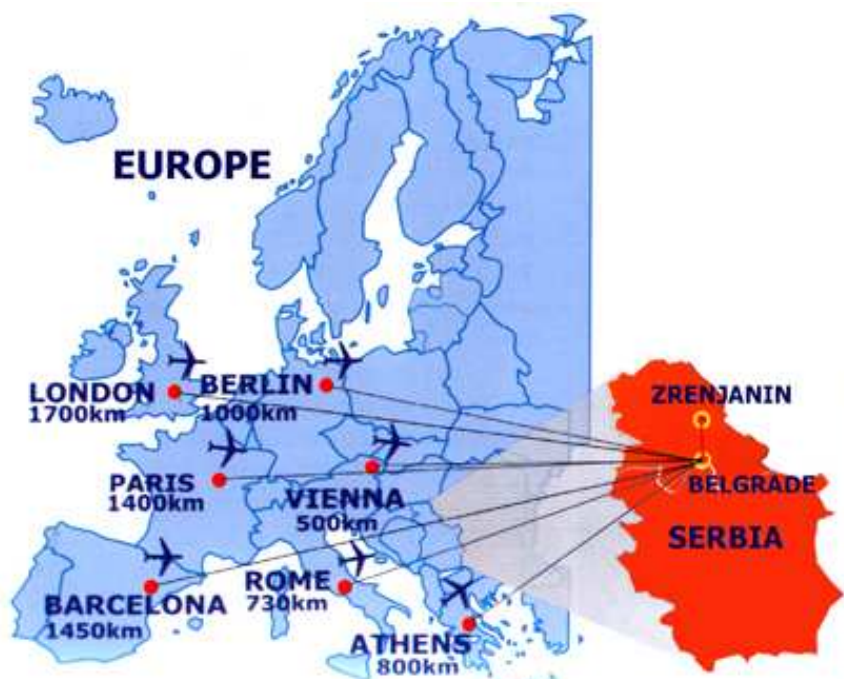 EUROPE
LONDON
1700km
BERLIN
1000km
ZRENJANIN
PARIS
1400km
VIENNA
500km
BELGRADE
SERBIA
BARCELONA
1450km
ROME
730km
ATHENS
800km